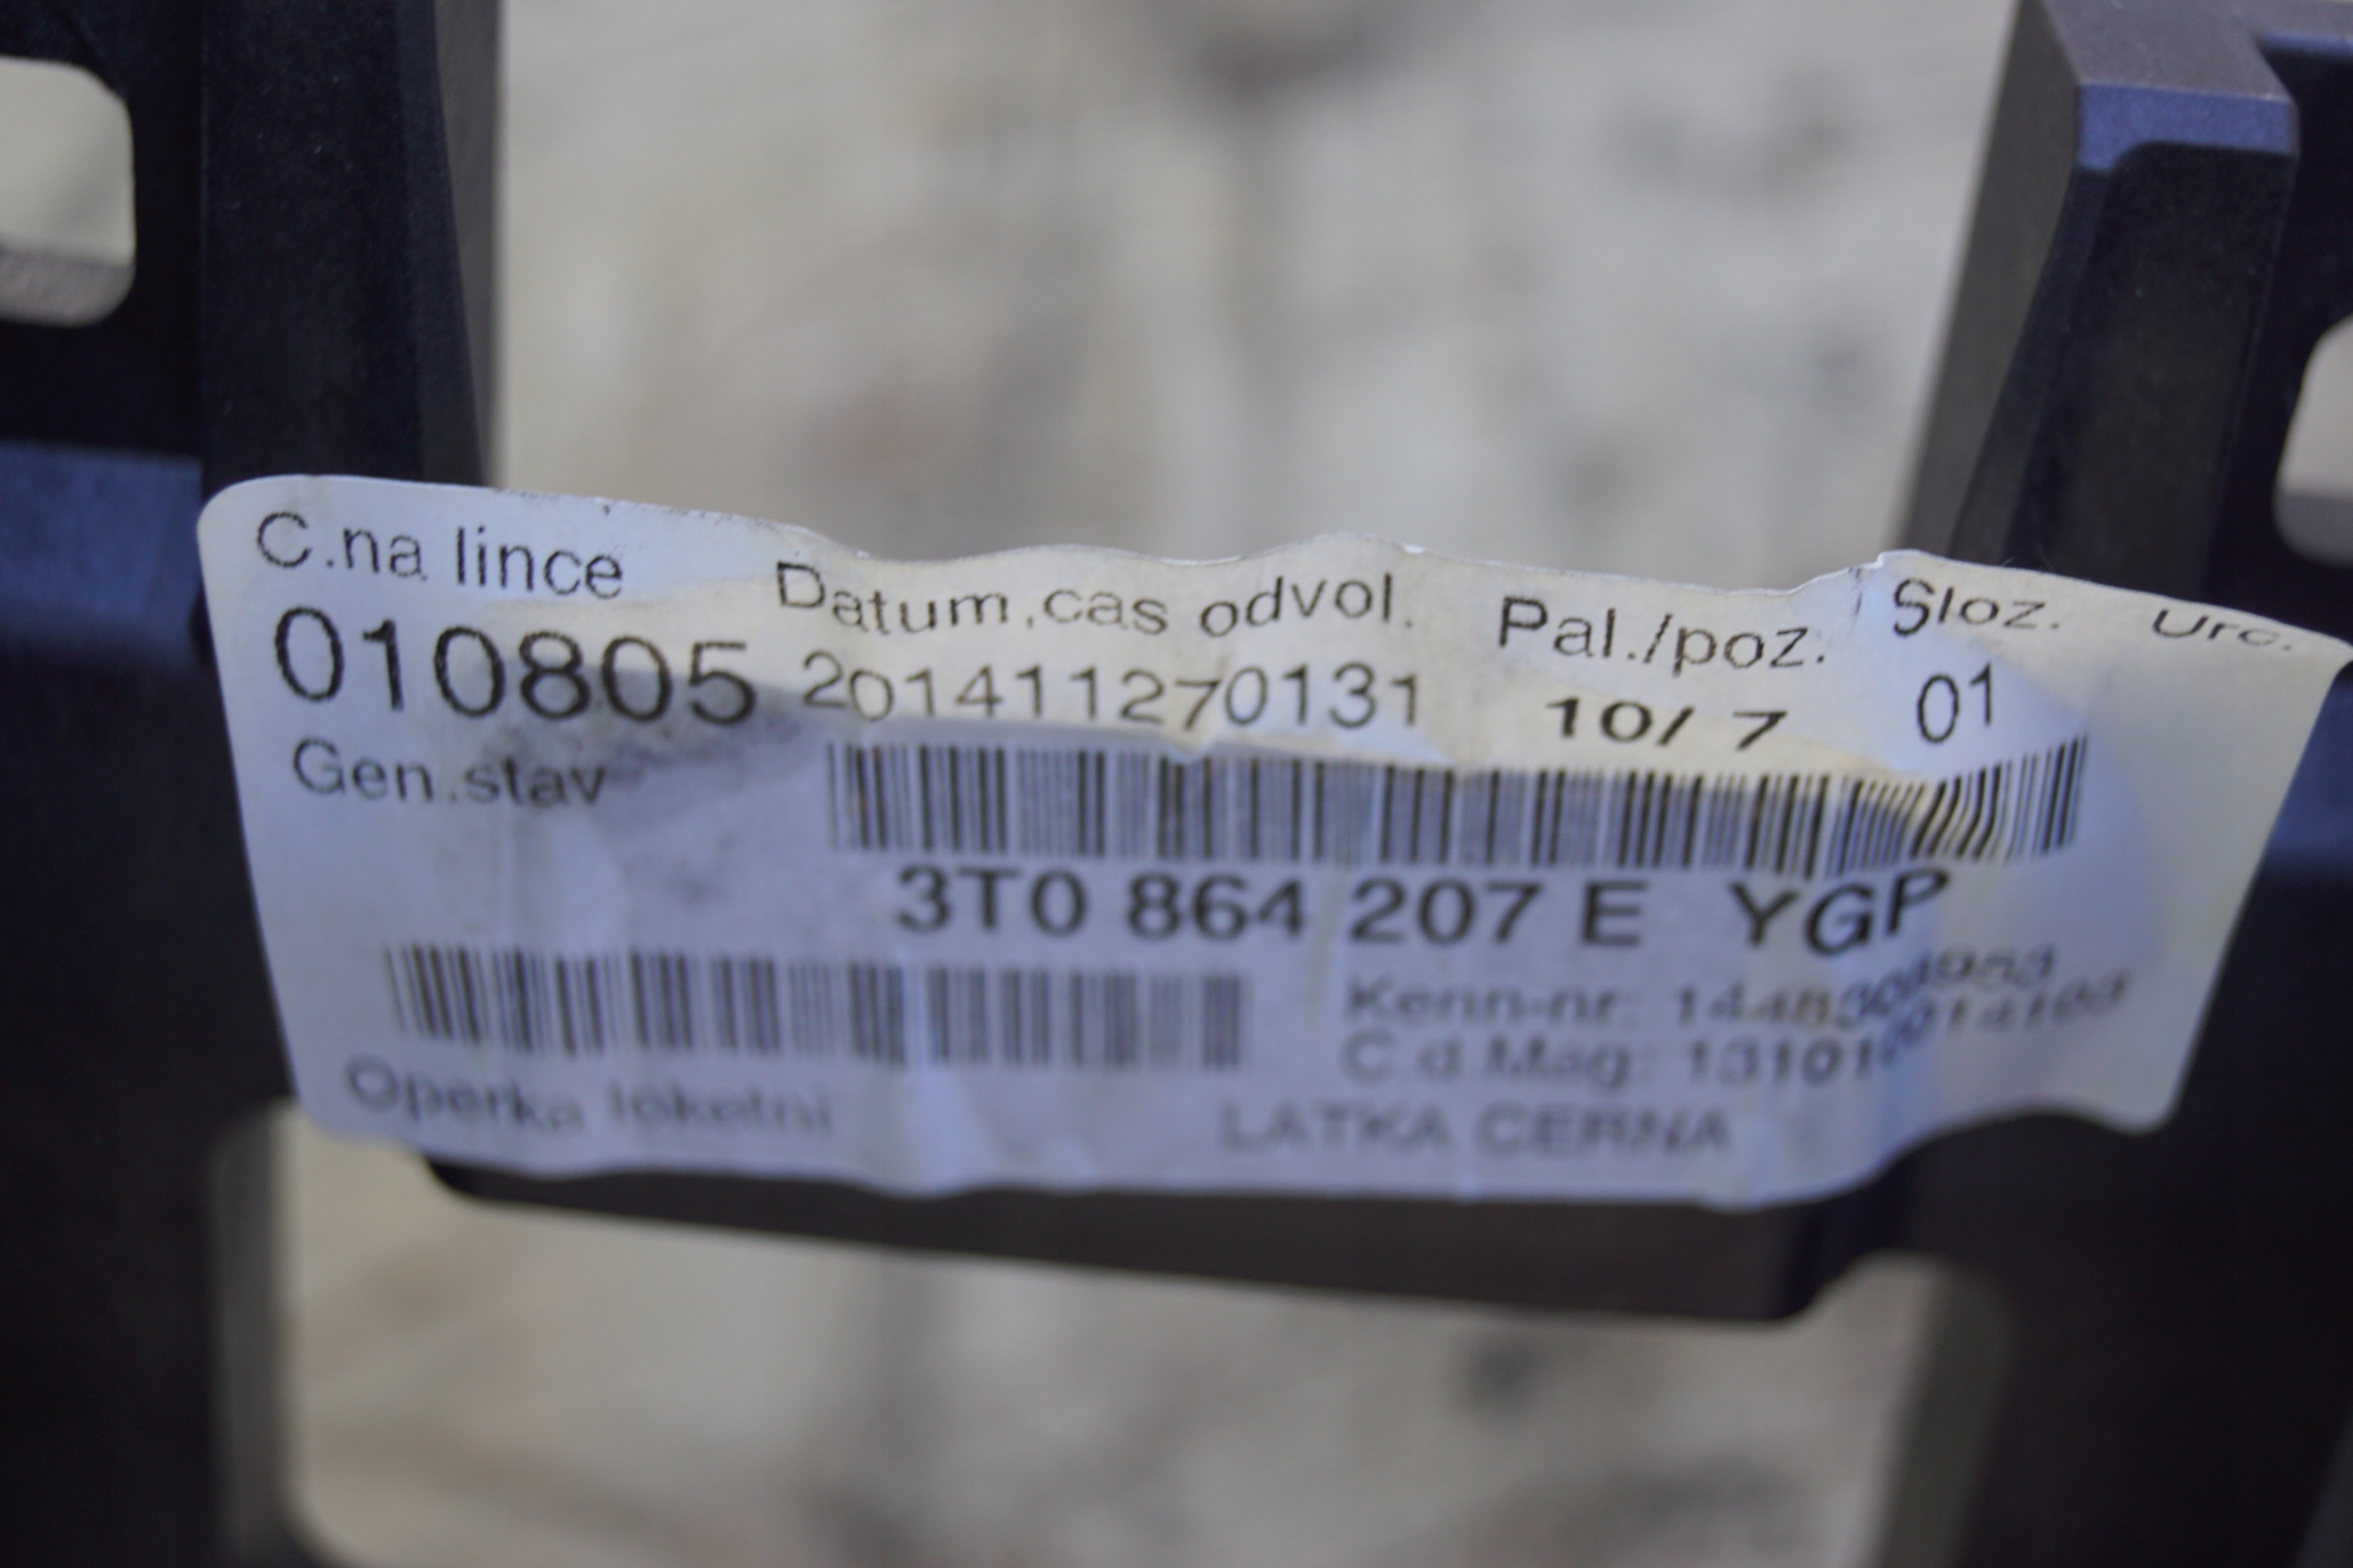 C.na lince Datum,cas odvol. Pal./poz. Sloz. Urc.
010805 201411270131 10/ 7 01
Gen.stav
3T0 864 207 E YGP
Kenn-nr:
C d Mag:
Operka loketni LATKA CERNA